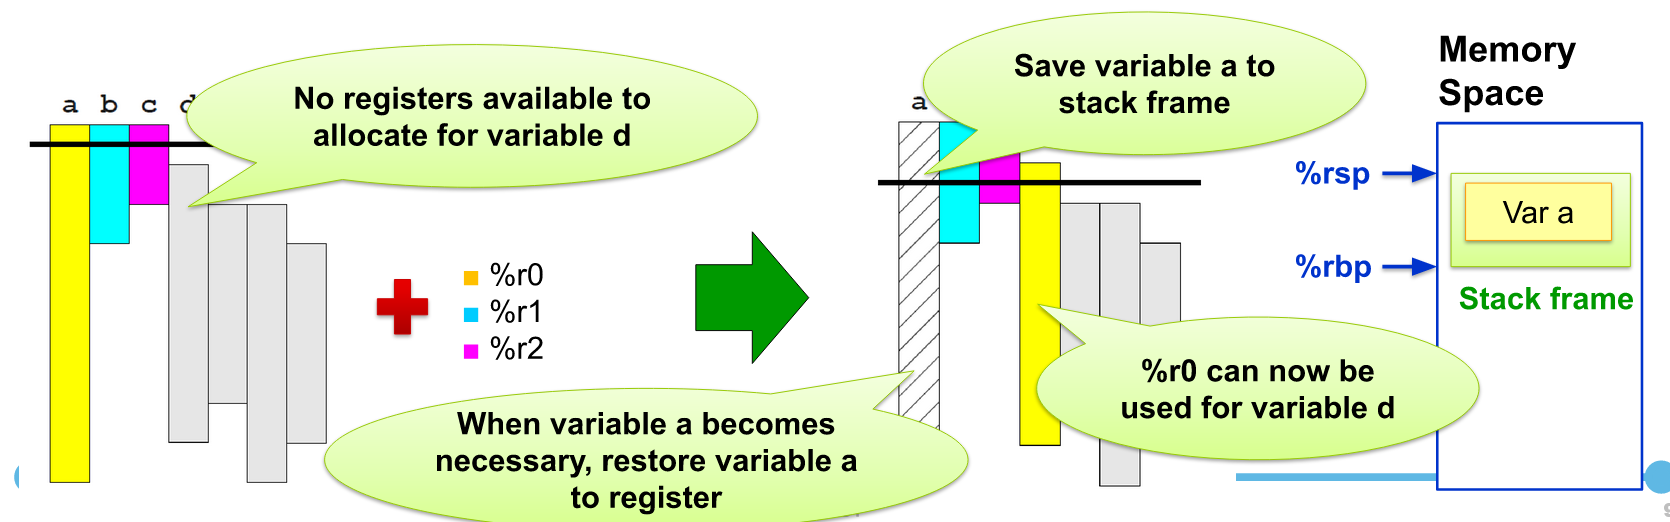 a b c d
No registers available to
allocate for variable d
%r0
%r1
%r2
When variable a becomes
necessary, restore variable a
to register
a
Save variable a to
stack frame
%r0 can now be
used for variable d
Memory
Space
%rsp
Var a
%rbp
Stack frame